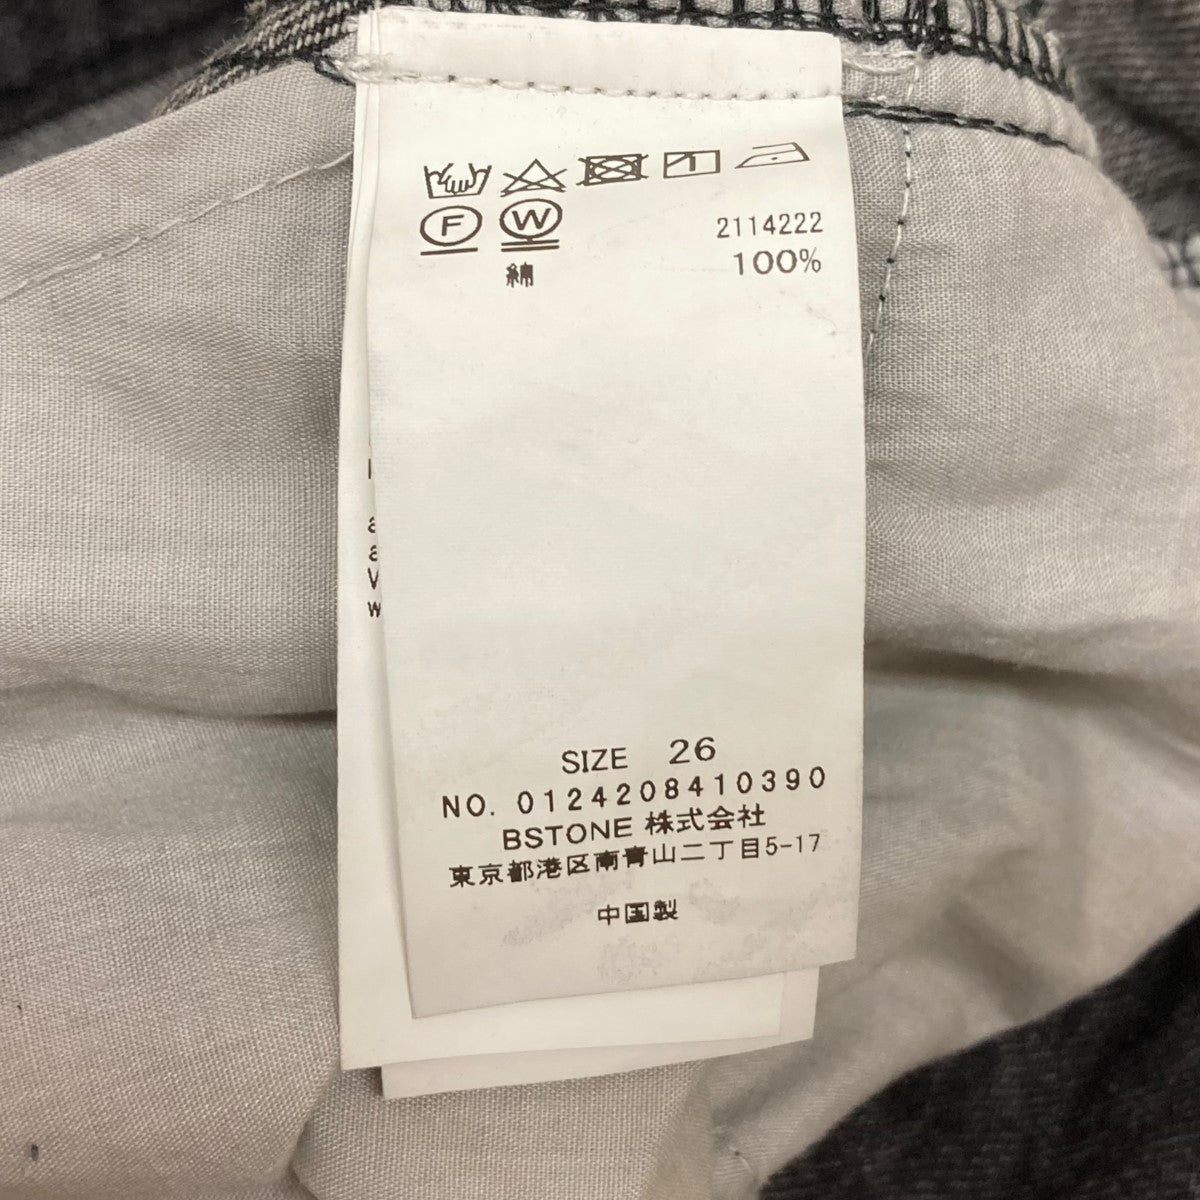 F W 2114222
綿 100%
a
a
V
w
SIZE 26
NO. 0124208410390
BSTONE 株式会社
東京都港区南青山二丁目5-17
中国製